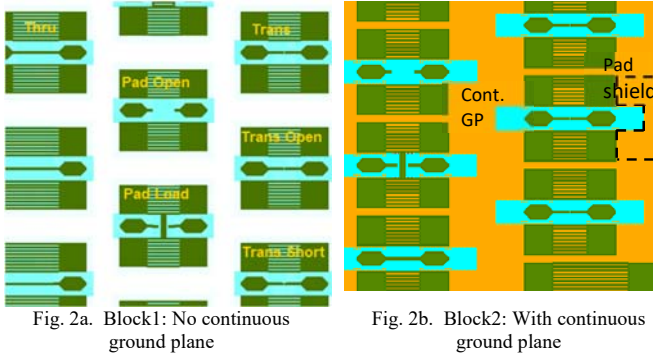 Thru
Trans
Pad Open
Trans Open
Pad Load
Trans Short
Cont.
GP
Pad
shield
Fig. 2a. Block1: No continuous
ground plane
Fig. 2b. Block2: With continuous
ground plane